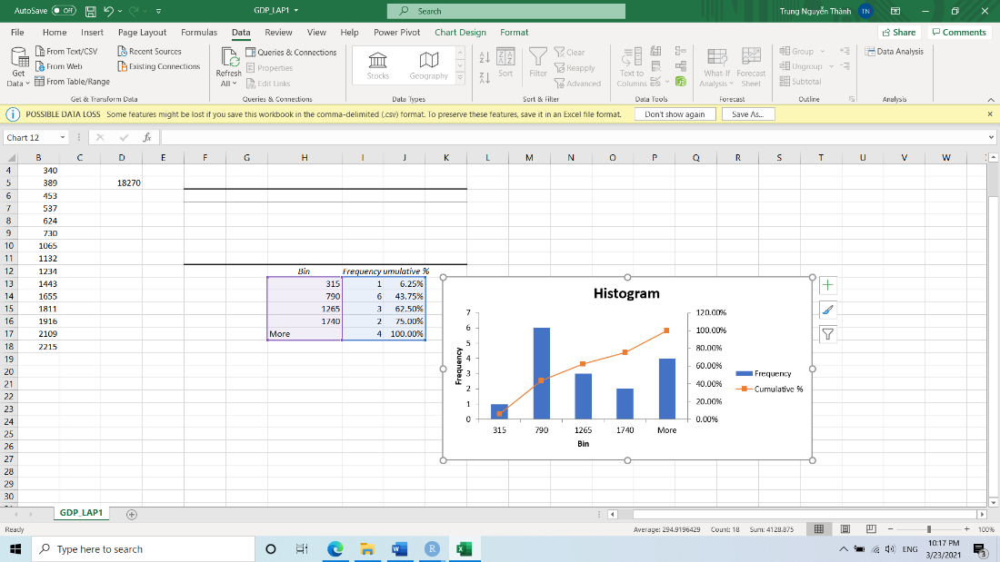 AutoSave Off GDP_LAP1 Search Trung Nguyễn Thành TN
File Home Insert Page Layout Formulas Data Review View Help Power Pivot Chart Design Format Share Comments
Get Data
From Text/CSV
From Web
From Table/Range
Recent Sources
Existing Connections
Get & Transform Data
Refresh All
Queries & Connections
Properties
Edit Links
Queries & Connections
Stocks Geography
Data Types
Sort Filter
Clear
Reapply
Advanced
Sort & Filter
Text to Columns
Data Tools
What-If Analysis
Forecast Sheet
Forecast
Group
Ungroup
Subtotal
Outline
Data Analysis
Analysis
POSSIBLE DATA LOSS Some features might be lost if you save this workbook in the comma-delimited (.csv) format. To preserve these features, save it in an Excel file format. Don't show again Save As...
Chart 12 fx
B C D E F G H I J K L M N O P Q R S T U V W
4 340
5 389 18270
6 453
7 537
8 624
9 730
10 1065
11 1132
12 1234 Bin Frequency umulative %
13 1443 315 1 6.25%
14 1655 790 6 43.75%
15 1811 1265 3 62.50%
16 1916 1740 2 75.00%
17 2109 More 4 100.00%
18 2215
19
20
21
22
23
24
25
26
27
28
29
30
Histogram
Frequency
7
6
5
4
3
2
1
0
120.00%
100.00%
80.00%
60.00%
40.00%
20.00%
0.00%
315 790 1265 1740 More
Bin
Frequency
Cumulative %
GDP_LAP1
Ready Average: 294.9196429 Count: 18 Sum: 4128.875 100%
Type here to search ENG 10:17 PM
3/23/2021 3